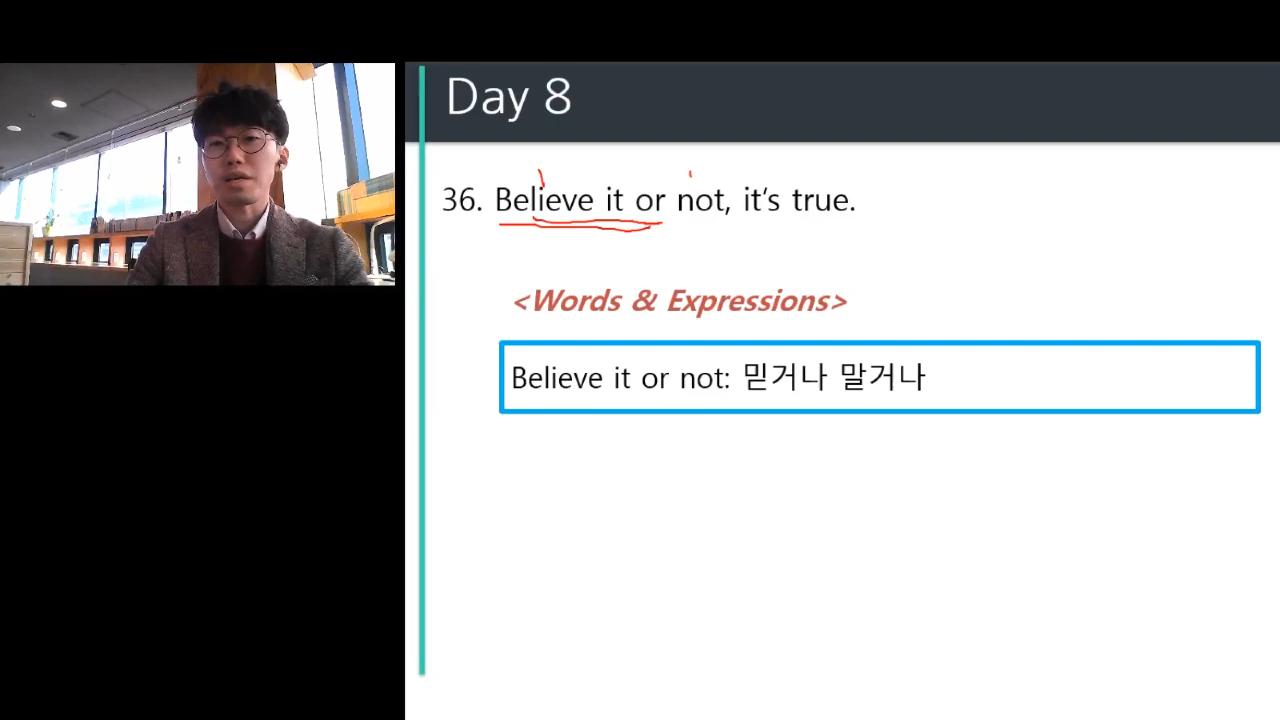 Day 8
36. Believe it or not, it's true.
<Words & Expressions>
Believe it or not: 믿거나 말거나